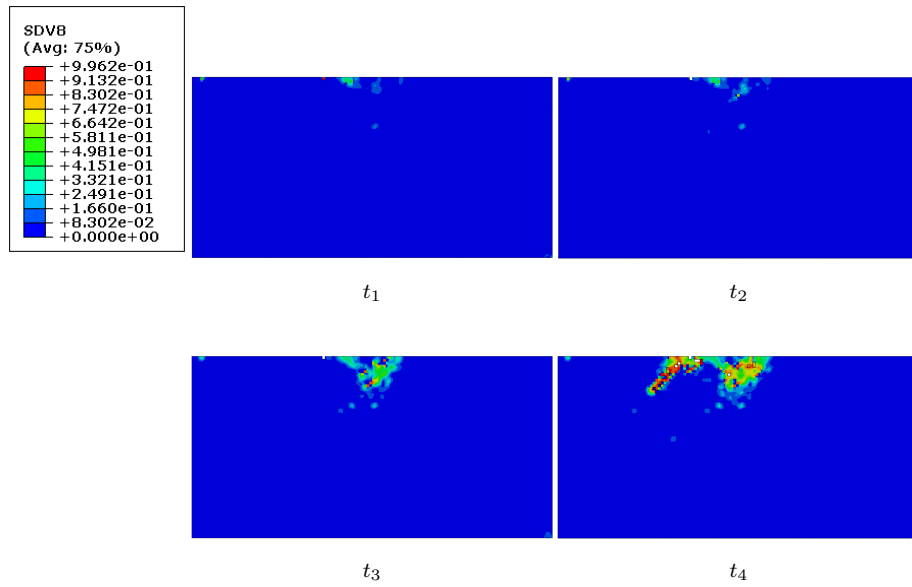 SDV8
(Avg: 75%)
+9.962e-01
+9.132e-01
+8.302e-01
+7.472e-01
+6.642e-01
+5.811e-01
+4.981e-01
+4.151e-01
+3.321e-01
+2.491e-01
+1.660e-01
+8.302e-02
+0.000e+00
t1
t2
t3
t4